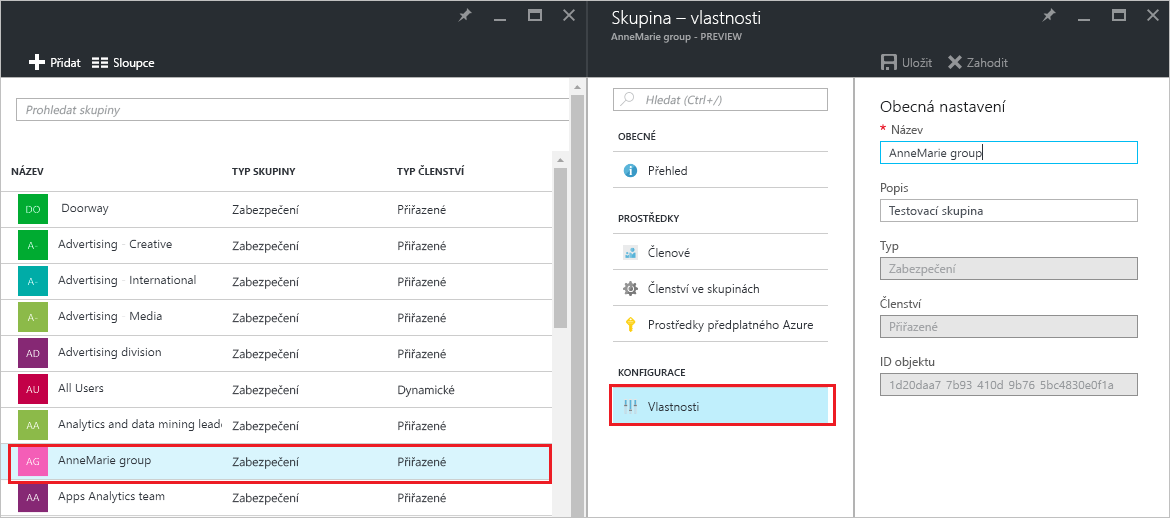 Přidat Sloupce
Prohledat skupiny
NÁZEV TYP SKUPINY TYP ČLENSTVÍ
DO Doorway Zabezpečení Přiřazené
A- Advertising - Creative Zabezpečení Přiřazené
A- Advertising - International Zabezpečení Přiřazené
A- Advertising - Media Zabezpečení Přiřazené
AD Advertising division Zabezpečení Přiřazené
AU All Users Zabezpečení Dynamické
AA Analytics and data mining leade Zabezpečení Přiřazené
AG AnneMarie group Zabezpečení Přiřazené
AA Apps Analytics team Zabezpečení Přiřazené
Skupina – vlastnosti
AnneMarie group - PREVIEW
Hledat (Ctrl+/)
OBECNÉ
Přehled
PROSTŘEDKY
Členové
Členství ve skupinách
Prostředky předplatného Azure
KONFIGURACE
Vlastnosti
Uložit Zahodit
Obecná nastavení
* Název
AnneMarie group
Popis
Testovací skupina
Typ
Zabezpečení
Členství
Přiřazené
ID objektu
1d20daa7 7b93 410d 9b76 5bc4830e0f1a